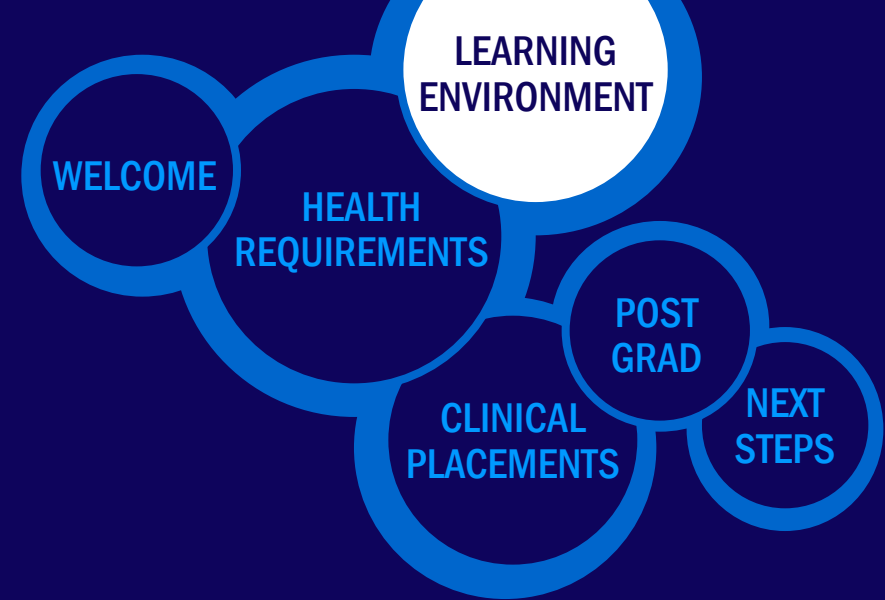 LEARNING
ENVIRONMENT
WELCOME
HEALTH
REQUIREMENTS
POST
GRAD
CLINICAL
PLACEMENTS
NEXT
STEPS